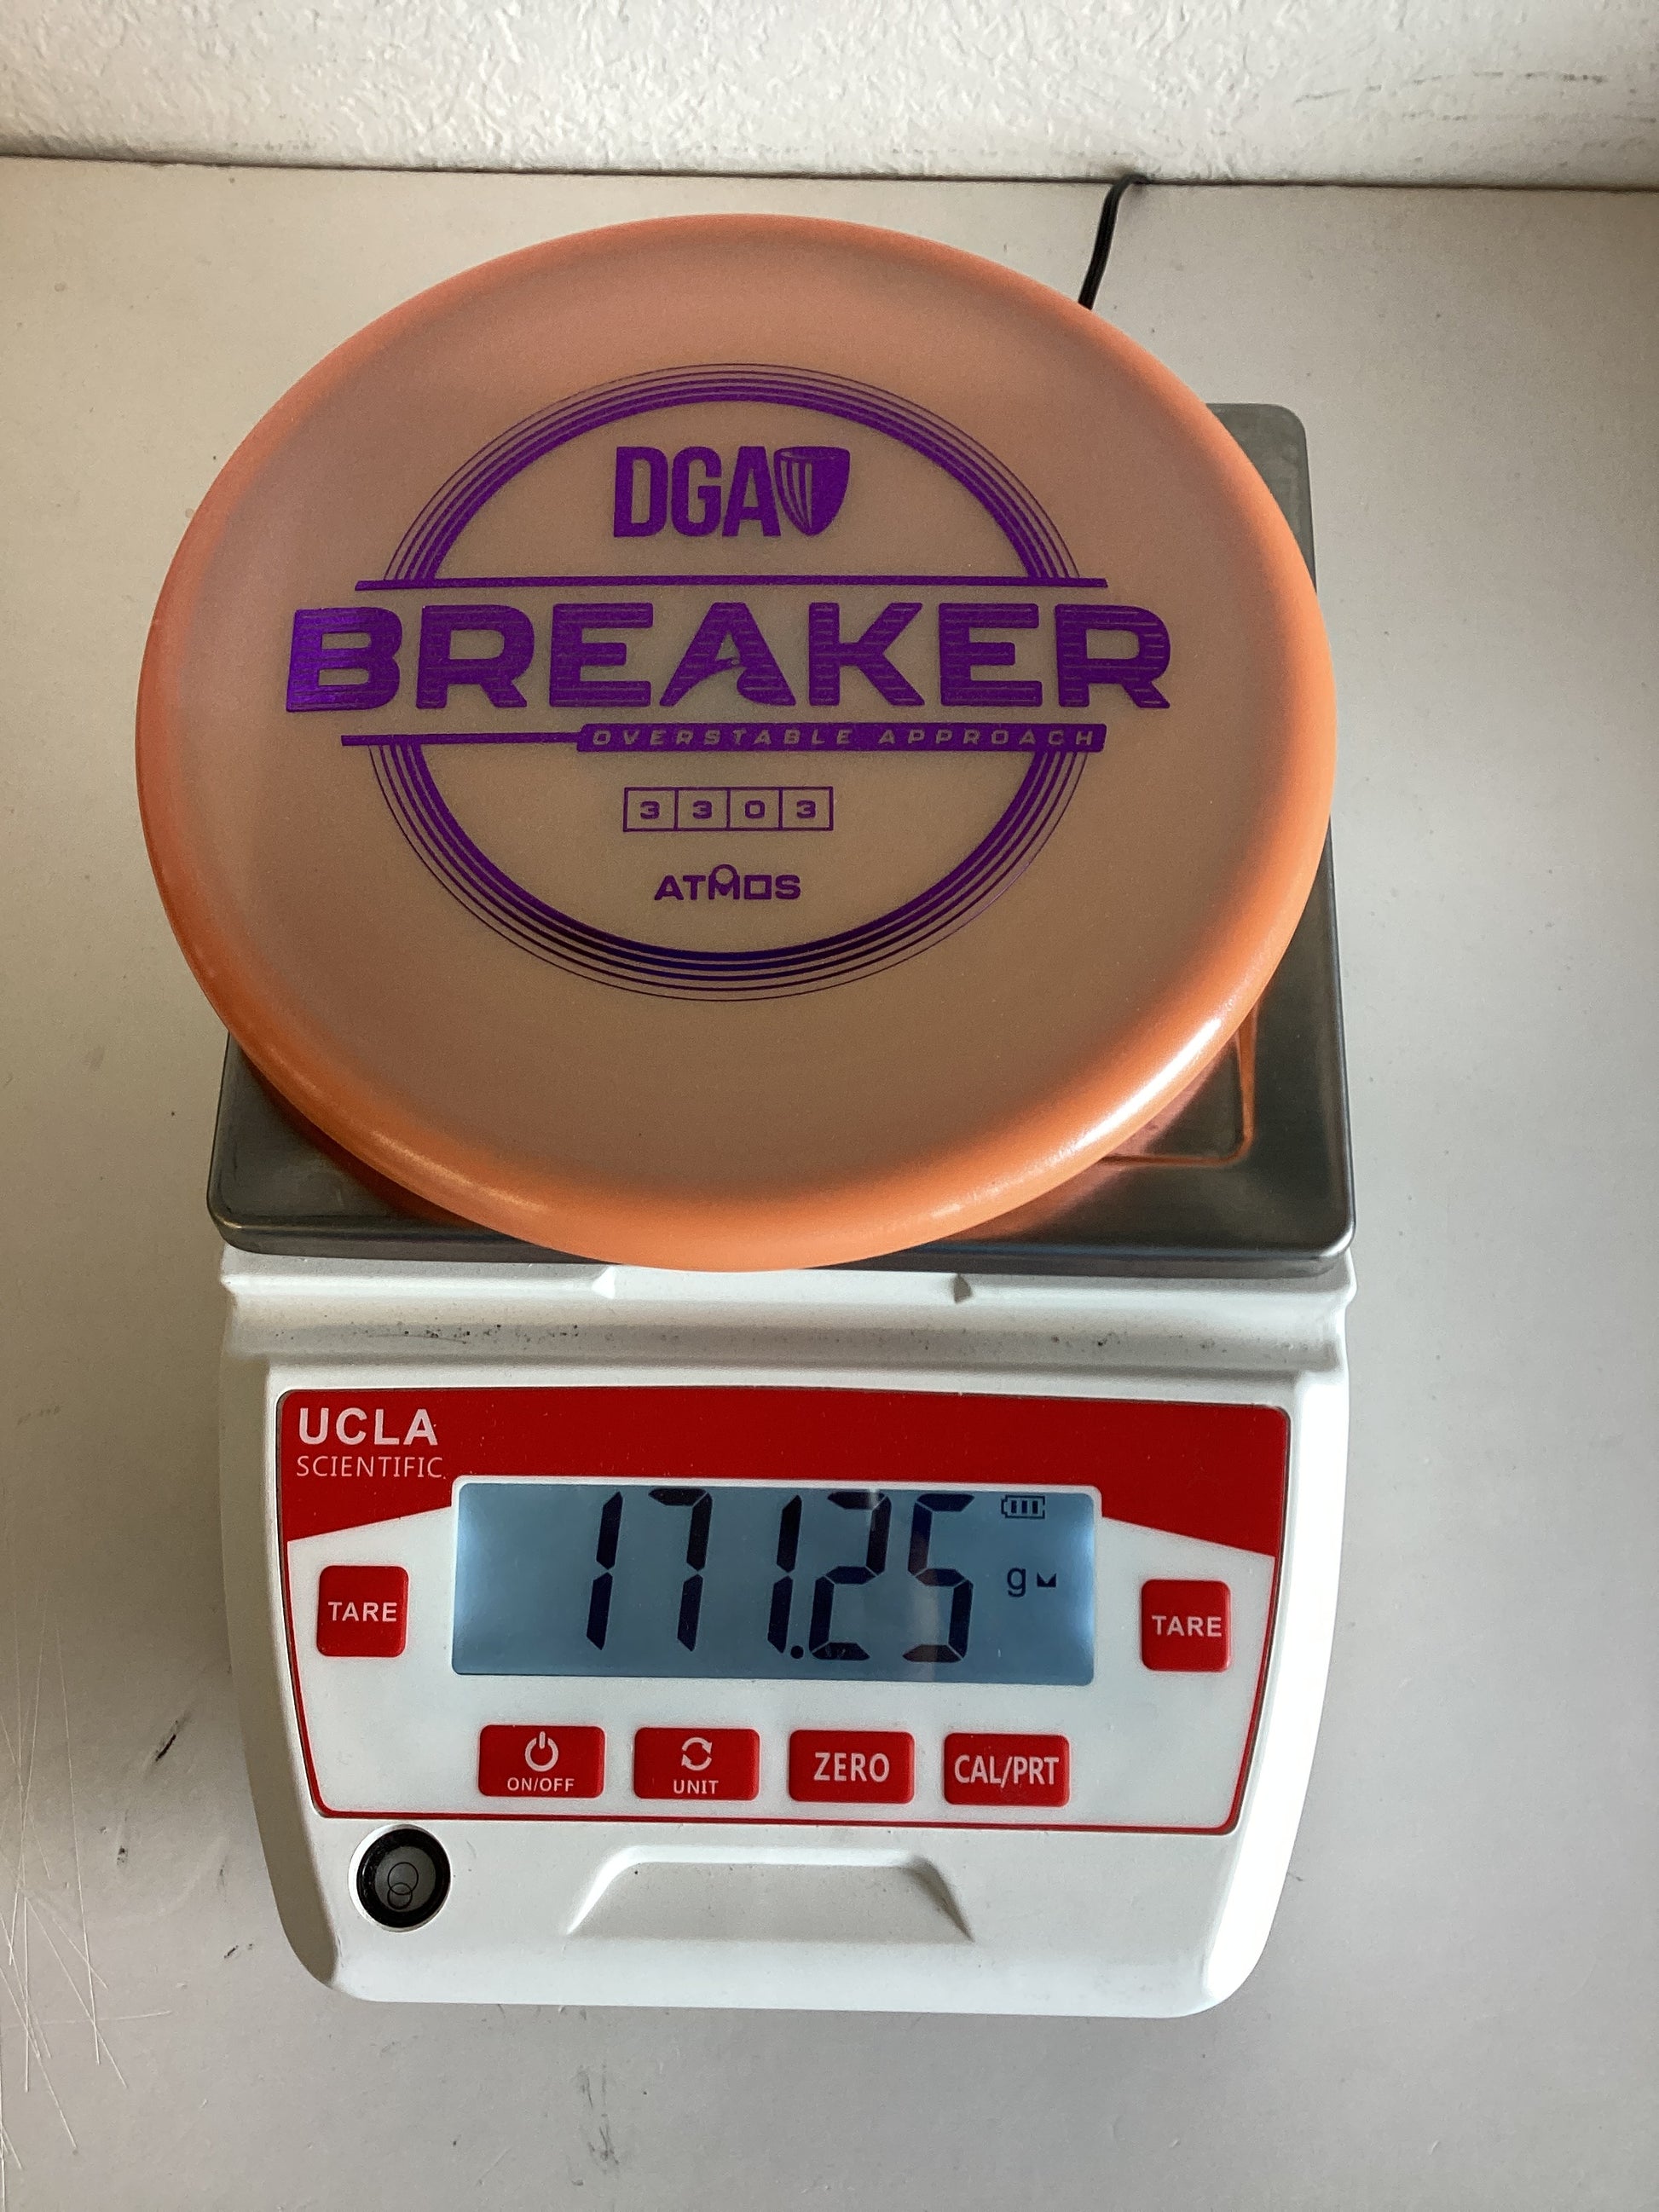 DGA
BREAKER
OVERSTABLE APPROACH
3 3 0 3
ATMOS
UCLA
SCIENTIFIC
171.25 g
TARE
TARE
ON/OFF
UNIT
ZERO
CAL/PRT